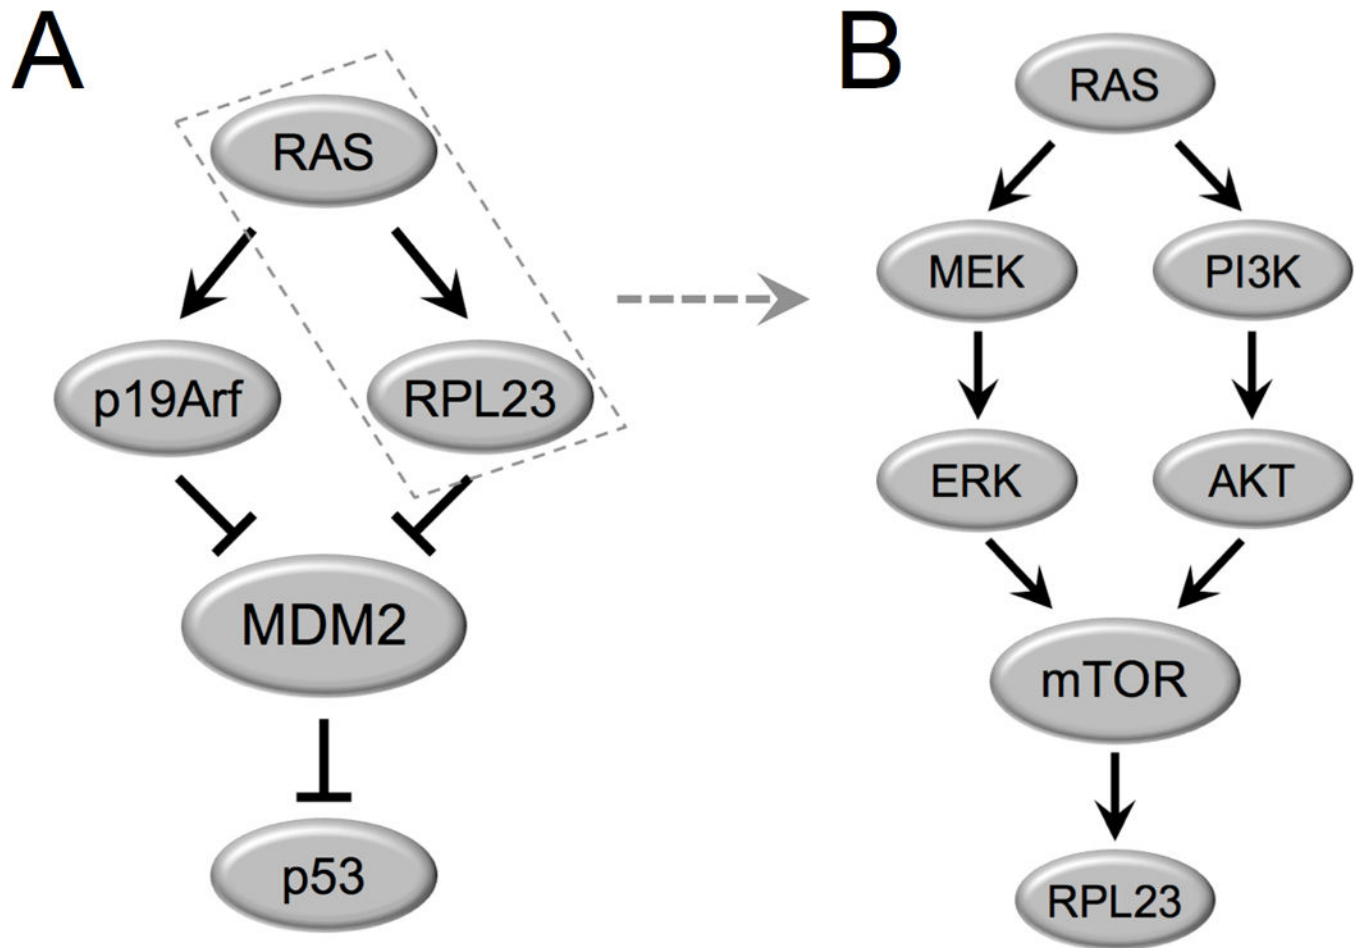 A
RAS
p19Arf
RPL23
MDM2
p53
B
RAS
MEK
PI3K
ERK
AKT
mTOR
RPL23